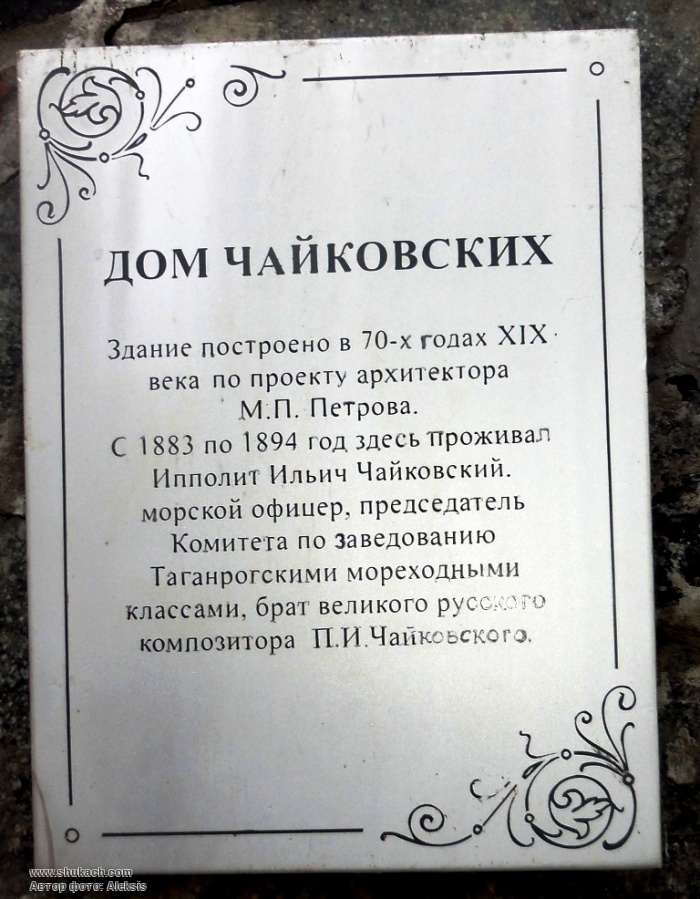 ДОМ ЧАЙКОВСКИХ
Здание построено в 70-х годах XIX
века по проекту архитектора
М.П. Петрова.
С 1883 по 1894 год здесь проживал
Ипполит Ильич Чайковский.
морской офицер, председатель
Комитета по заведованию
Таганрогскими мореходными
классами, брат великого русского
композитора П.И.Чайковского.
www.shukach.com
Автор фото: Aleksis